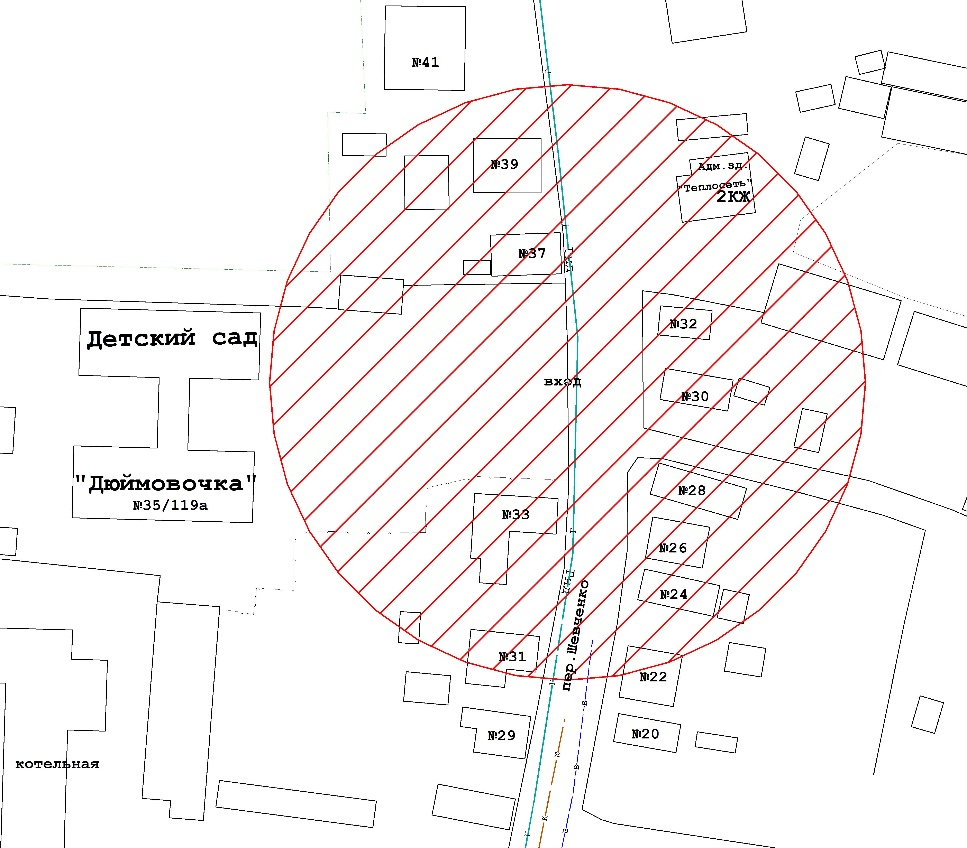 №41
№39
Адм.зд.
"Теплосеть"
2КЖ
№37
№32
Детский сад
вход
№30
"Дюймовочка"
№35/119а
№28
№33
№26
№24
пер.Шевченко
№31
№22
№29
№20
котельная